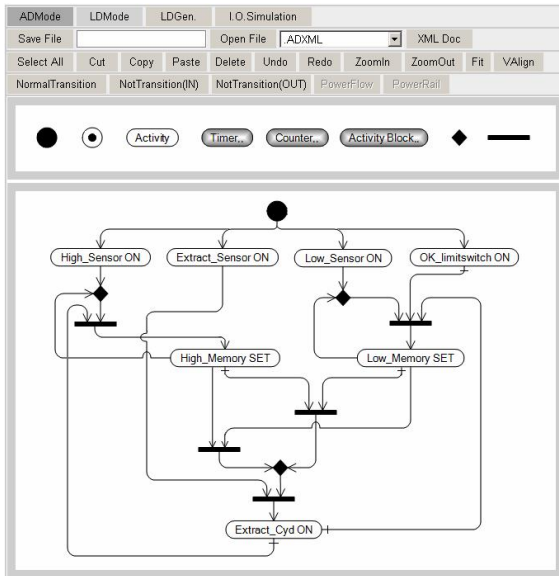 ADMode LDMode LDGen. I.O.Simulation
Save File Open File .ADXML XML Doc
Select All Cut Copy Paste Delete Undo Redo ZoomIn ZoomOut Fit VAlign
NormalTransition NotTransition(IN) NotTransition(OUT) PowerFlow PowerRail
Activity Timer,, Counter,, Activity Block,,
High_Sensor ON Extract_Sensor ON Low_Sensor ON OK_limitswitch ON
High_Memory SET Low_Memory SET
Extract_Cyd ON